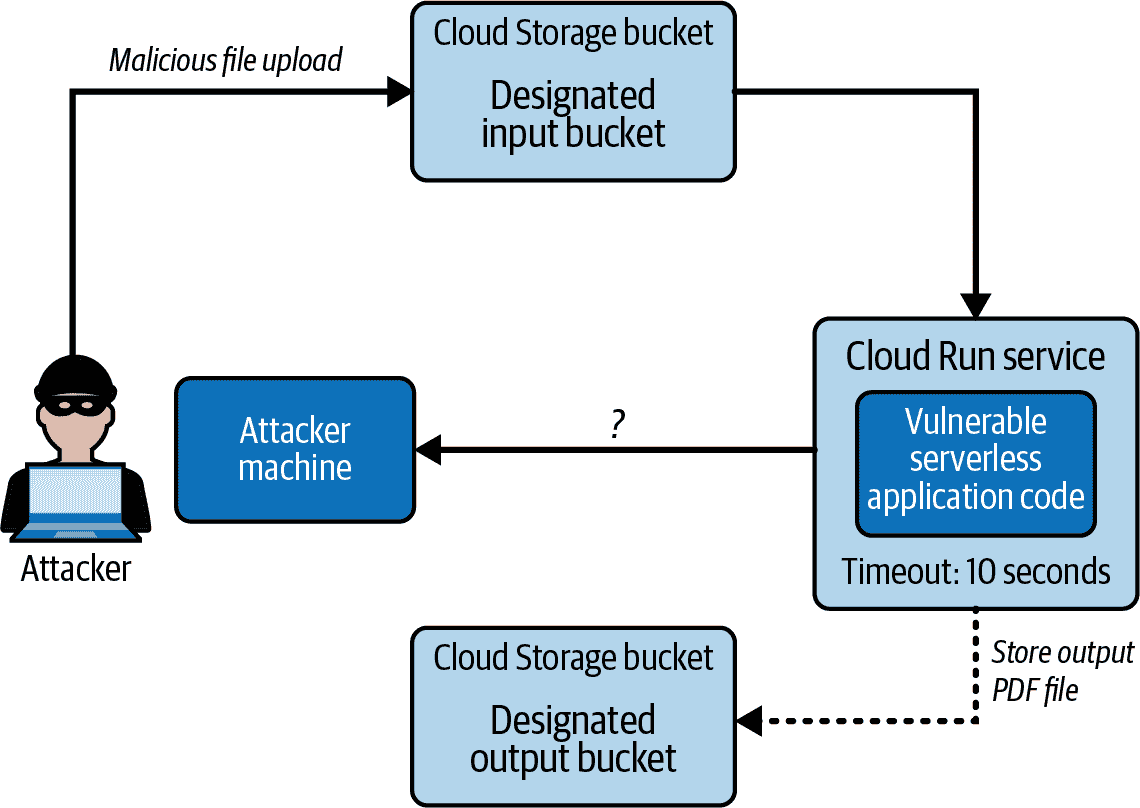 Cloud Storage bucket
Designated
input bucket
Malicious file upload
Cloud Run service
Vulnerable
serverless
application code
Timeout: 10 seconds
?
Attacker
machine
Attacker
Store output
PDF file
Cloud Storage bucket
Designated
output bucket